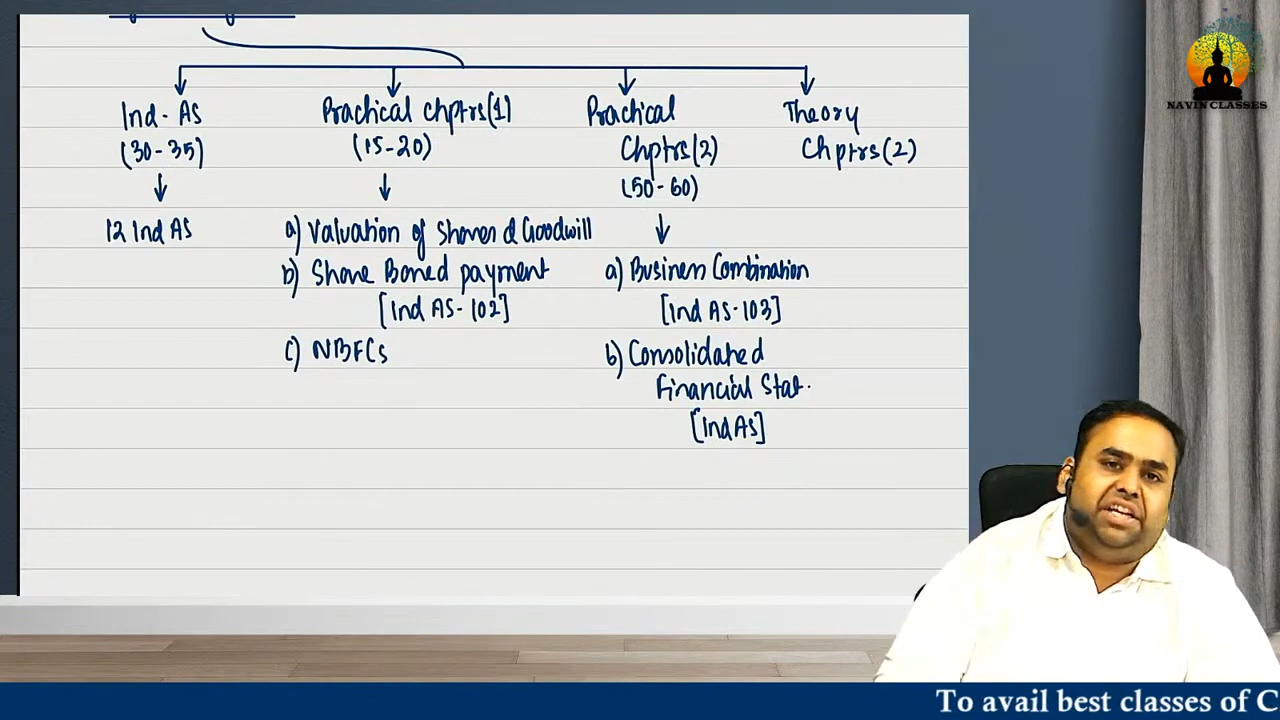 Ind-AS
(30-35)
12 Ind AS
Practical Chptrs(1)
(15-20)
a) Valuation of Shares & Goodwill
b) Share Based payment
[Ind AS-102]
c) NBFCs
Practical
Chptrs(2)
(50-60)
a) Business Combination
[Ind AS-103]
b) Consolidated
Financial Stat.
[Ind AS]
Theory
Chptrs(2)
NAVIN CLASSES
To avail best classes of C